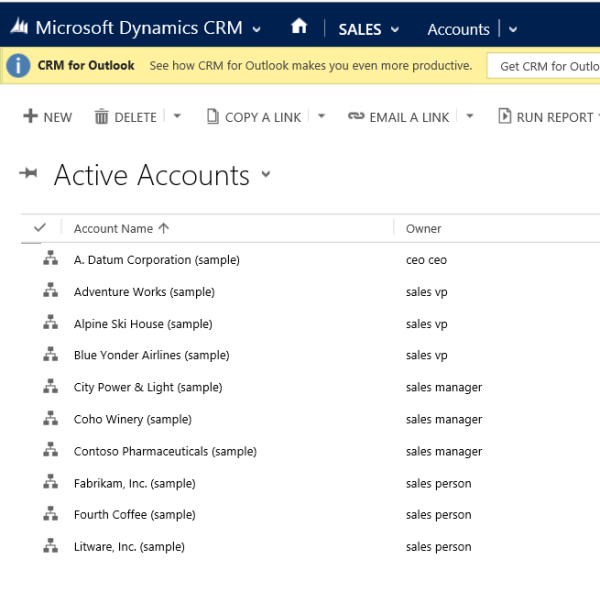 Microsoft Dynamics CRM SALES Accounts
CRM for Outlook See how CRM for Outlook makes you even more productive. Get CRM for Outlo
NEW DELETE COPY A LINK EMAIL A LINK RUN REPORT
Active Accounts
Account Name Owner
A. Datum Corporation (sample) ceo ceo
Adventure Works (sample) sales vp
Alpine Ski House (sample) sales vp
Blue Yonder Airlines (sample) sales vp
City Power & Light (sample) sales manager
Coho Winery (sample) sales manager
Contoso Pharmaceuticals (sample) sales manager
Fabrikam, Inc. (sample) sales person
Fourth Coffee (sample) sales person
Litware, Inc. (sample) sales person